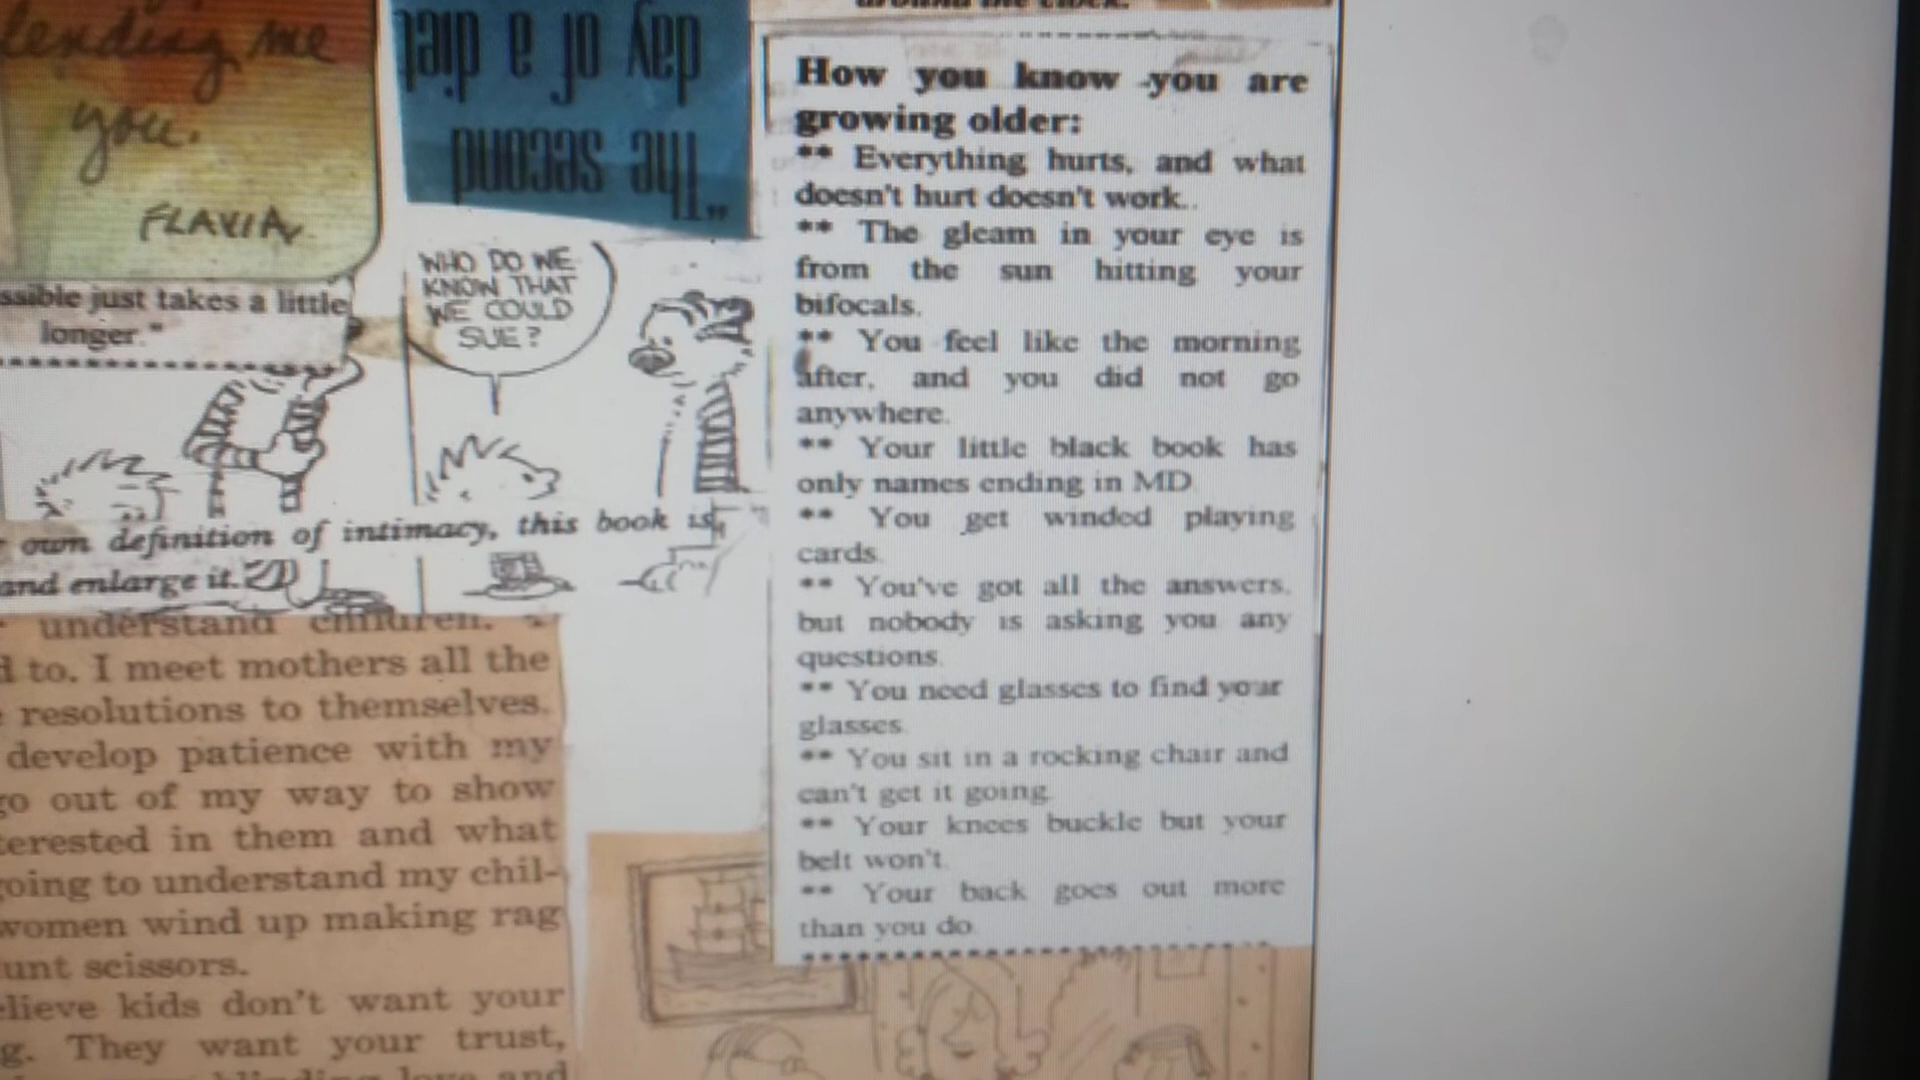 lending me
you.
FLAVIA
"The second
day of a diet
ssible just takes a little
longer."
WHO DO WE
KNOW THAT
WE COULD
SUE?
own definition of intimacy, this book is
and enlarge it.
understand children.
d to. I meet mothers all the
resolutions to themselves.
develop patience with my
go out of my way to show
terested in them and what
going to understand my chil-
women wind up making rag
unt scissors.
elieve kids don't want your
g. They want your trust,
love and
around the clock.
How you know you are
growing older:
** Everything hurts, and what
doesn't hurt doesn't work..
** The gleam in your eye is
from the sun hitting your
bifocals.
** You feel like the morning
after, and you did not go
anywhere.
** Your little black book has
only names ending in MD
** You get winded playing
cards.
** You've got all the answers,
but nobody is asking you any
questions.
** You need glasses to find your
glasses.
** You sit in a rocking chair and
can't get it going.
** Your knees buckle but your
belt won't.
** Your back goes out more
than you do.